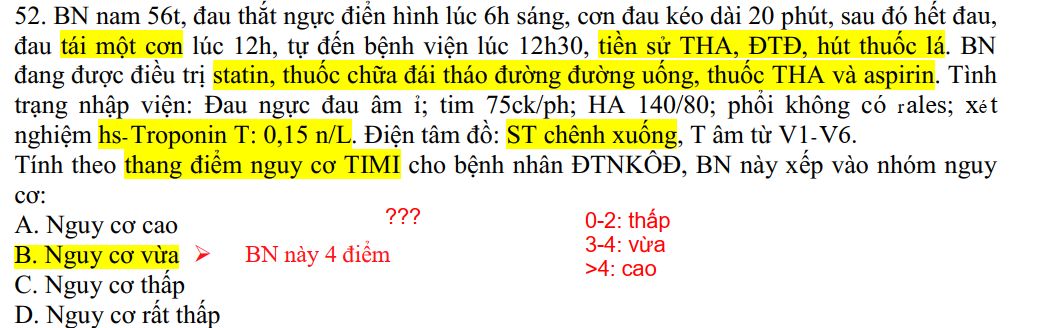 52. BN nam 56t, đau thắt ngực điển hình lúc 6h sáng, cơn đau kéo dài 20 phút, sau đó hết đau,
đau tái một cơn lúc 12h, tự đến bệnh viện lúc 12h30, tiền sử THA, ĐTĐ, hút thuốc lá. BN
đang được điều trị statin, thuốc chữa đái tháo đường đường uống, thuốc THA và aspirin. Tình
trạng nhập viện: Đau ngực đau âm ỉ; tim 75ck/ph; HA 140/80; phổi không có rales; xét
nghiệm hs-Troponin T: 0,15 n/L. Điện tâm đồ: ST chênh xuống, T âm từ V1-V6.
Tính theo thang điểm nguy cơ TIMI cho bệnh nhân ĐTNKÔĐ, BN này xếp vào nhóm nguy
cơ:
A. Nguy cơ cao ??? 0-2: thấp
B. Nguy cơ vừa ➢ BN này 4 điểm 3-4: vừa
C. Nguy cơ thấp >4: cao
D. Nguy cơ rất thấp